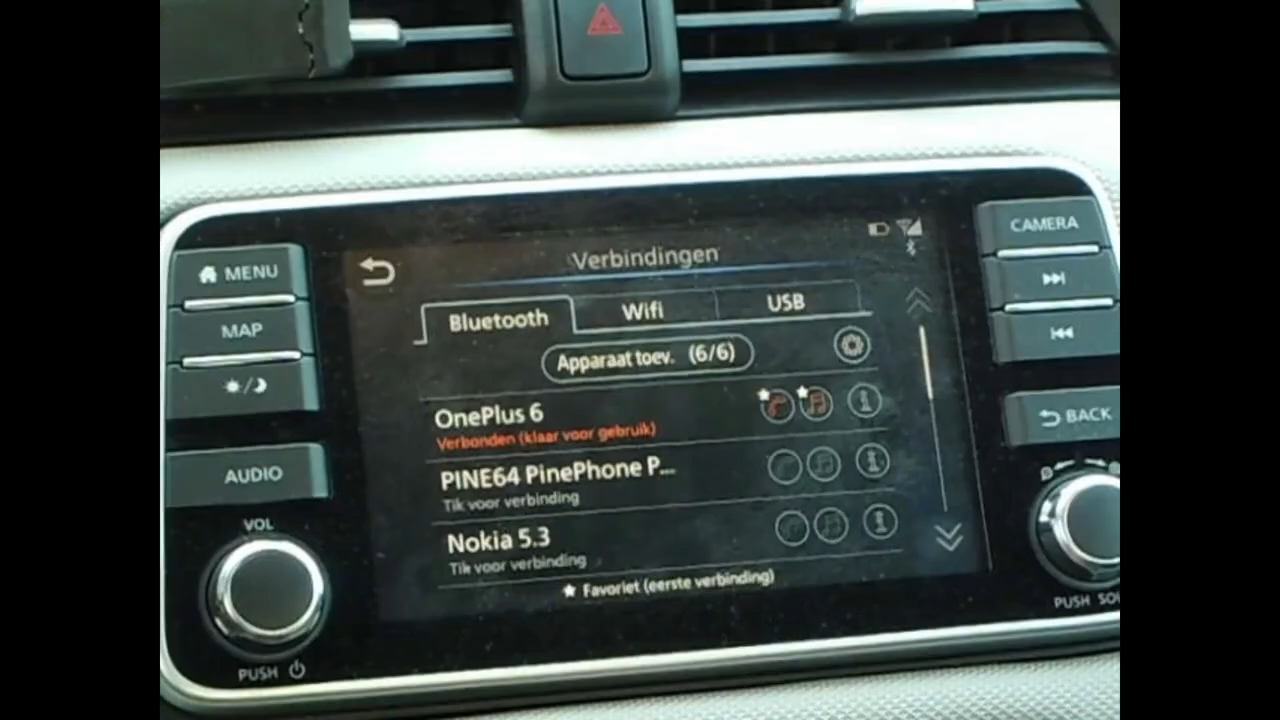 Verbindingen
MENU
MAP
AUDIO
VOL
PUSH
Bluetooth
Wifi
USB
Apparaat toev. (6/6)
OnePlus 6
Verbonden (klaar voor gebruik)
PINE64 PinePhone P...
Tik voor verbinding
Nokia 5.3
Tik voor verbinding
Favoriet (eerste verbinding)
CAMERA
BACK
PUSH